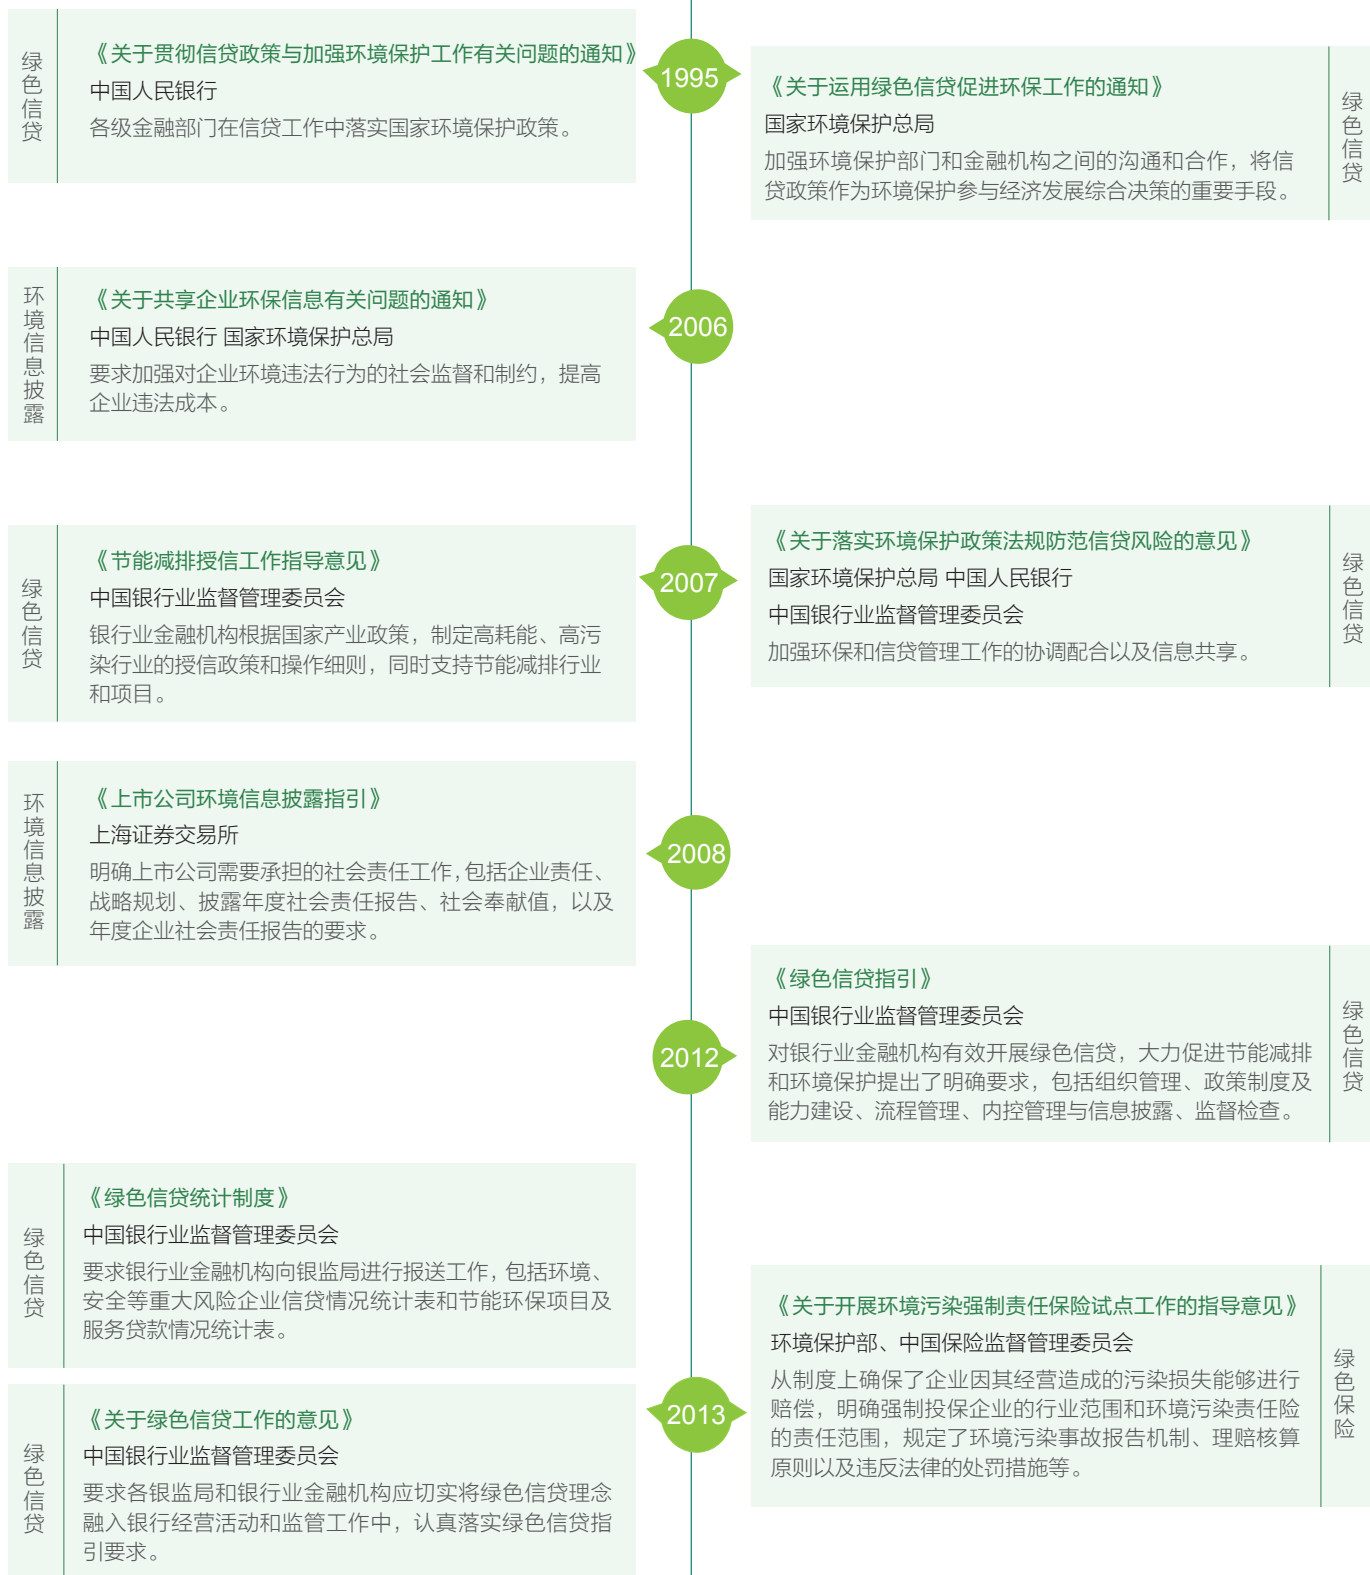 绿色信贷
《关于贯彻信贷政策与加强环境保护工作有关问题的通知》
中国人民银行
各级金融部门在信贷工作中落实国家环境保护政策。
1995
《关于运用绿色信贷促进环保工作的通知》
国家环境保护总局
加强环境保护部门和金融机构之间的沟通和合作，将信
贷政策作为环境保护参与经济发展综合决策的重要手段。
绿色信贷
环境信息披露
《关于共享企业环保信息有关问题的通知》
中国人民银行 国家环境保护总局
要求加强对企业环境违法行为的社会监督和制约，提高
企业违法成本。
2006
绿色信贷
《节能减排授信工作指导意见》
中国银行业监督管理委员会
银行业金融机构根据国家产业政策，制定高耗能、高污
染行业的授信政策和操作细则，同时支持节能减排行业
和项目。
2007
《关于落实环境保护政策法规防范信贷风险的意见》
国家环境保护总局 中国人民银行
中国银行业监督管理委员会
加强环保和信贷管理工作的协调配合以及信息共享。
绿色信贷
环境信息披露
《上市公司环境信息披露指引》
上海证券交易所
明确上市公司需要承担的社会责任工作，包括企业责任、
战略规划、披露年度社会责任报告、社会奉献值，以及
年度企业社会责任报告的要求。
2008
2012
《绿色信贷指引》
中国银行业监督管理委员会
对银行业金融机构有效开展绿色信贷，大力促进节能减排
和环境保护提出了明确要求，包括组织管理、政策制度及
能力建设、流程管理、内控管理与信息披露、监督检查。
绿色信贷
绿色信贷
《绿色信贷统计制度》
中国银行业监督管理委员会
要求银行业金融机构向银监局进行报送工作，包括环境、
安全等重大风险企业信贷情况统计表和节能环保项目及
服务贷款情况统计表。
绿色信贷
《关于绿色信贷工作的意见》
中国银行业监督管理委员会
要求各银监局和银行业金融机构应切实将绿色信贷理念
融入银行经营活动和监管工作中，认真落实绿色信贷指
引要求。
2013
《关于开展环境污染强制责任保险试点工作的指导意见》
环境保护部、中国保险监督管理委员会
从制度上确保了企业因其经营造成的污染损失能够进行
赔偿，明确强制投保企业的行业范围和环境污染责任险
的责任范围，规定了环境污染事故报告机制、理赔核算
原则以及违反法律的处罚措施等。
绿色保险